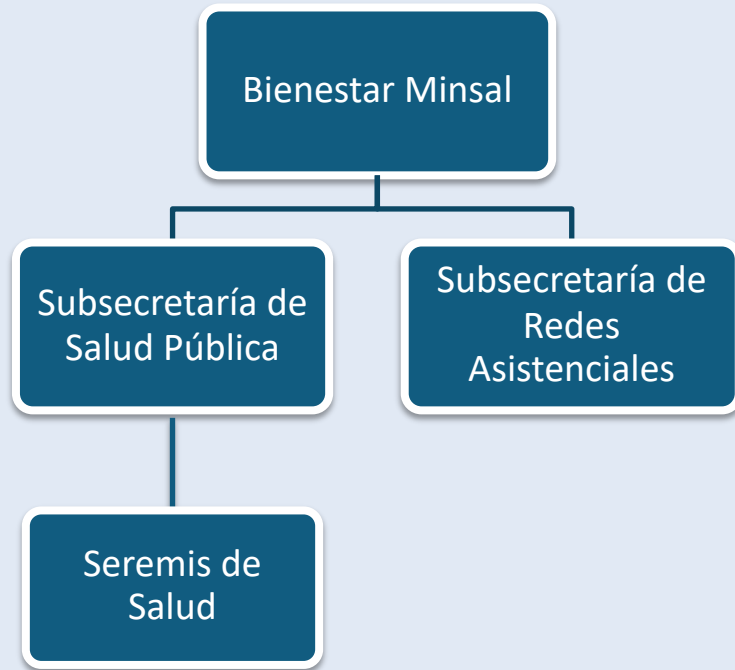 Bienestar Minsal
Subsecretaría de
Salud Pública
Subsecretaría de
Redes
Asistenciales
Seremis de
Salud